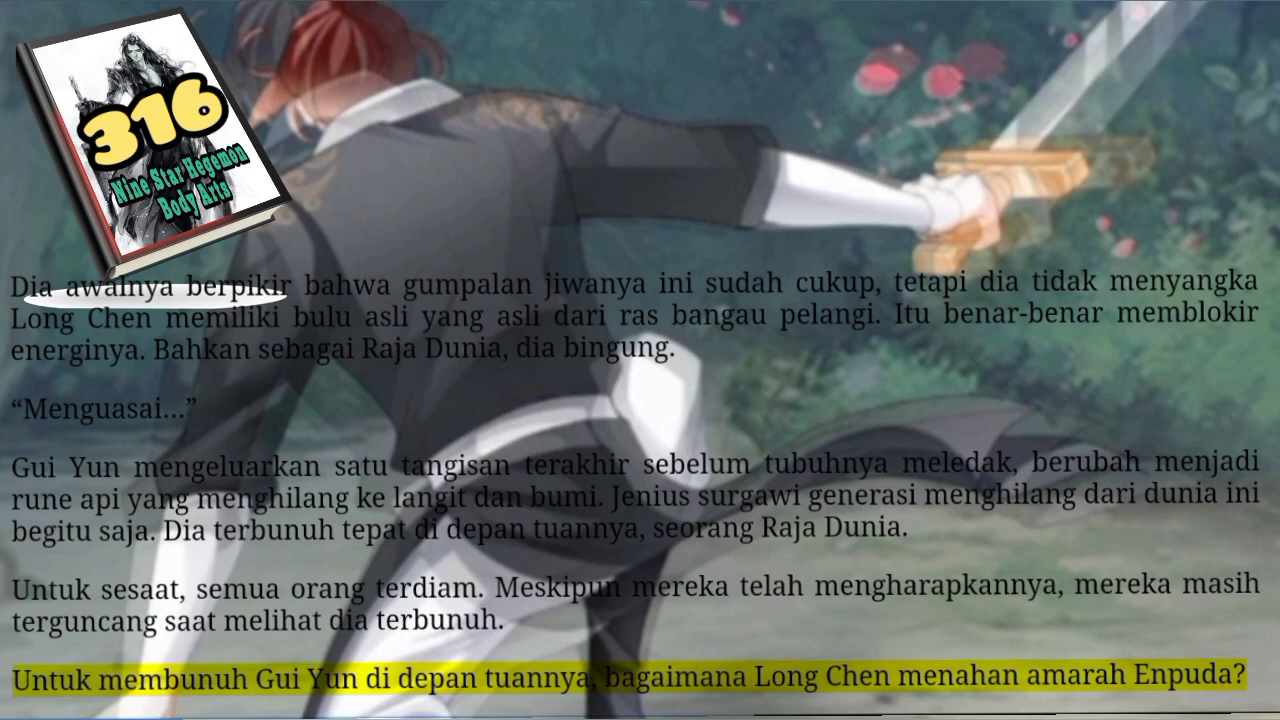 316
Nine Star Hegemon
Body Arts
Dia awalnya berpikir bahwa gumpalan jiwanya ini sudah cukup, tetapi dia tidak menyangka
Long Chen memiliki bulu asli yang asli dari ras bangau pelangi. Itu benar-benar memblokir
energinya. Bahkan sebagai Raja Dunia, dia bingung.
“Menguasai...”
Gui Yun mengeluarkan satu tangisan terakhir sebelum tubuhnya meledak, berubah menjadi
rune api yang menghilang ke langit dan bumi. Jenius surgawi generasi menghilang dari dunia ini
begitu saja. Dia terbunuh tepat di depan tuannya, seorang Raja Dunia.
Untuk sesaat, semua orang terdiam. Meskipun mereka telah mengharapkannya, mereka masih
terguncang saat melihat dia terbunuh.
Untuk membunuh Gui Yun di depan tuannya, bagaimana Long Chen menahan amarah Enpuda?